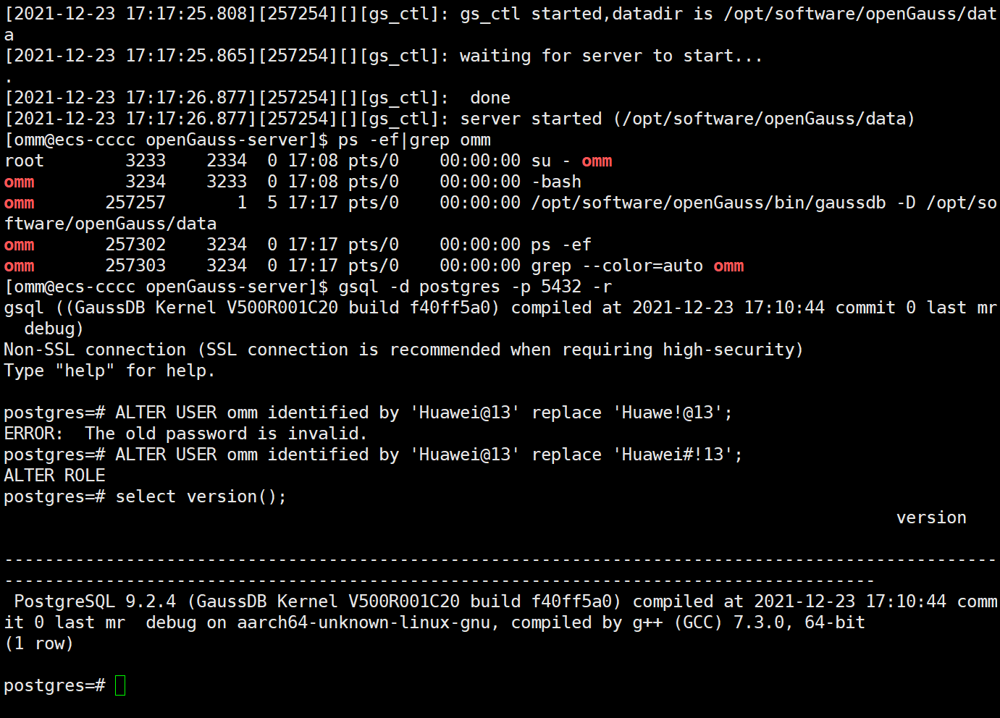 [2021-12-23 17:17:25.808][257254][][gs_ctl]: gs_ctl started,datadir is /opt/software/openGauss/dat
a
[2021-12-23 17:17:25.865][257254][][gs_ctl]: waiting for server to start...
.
[2021-12-23 17:17:26.877][257254][][gs_ctl]:  done
[2021-12-23 17:17:26.877][257254][][gs_ctl]: server started (/opt/software/openGauss/data)
[omm@ecs-cccc openGauss-server]$ ps -ef|grep omm
root        3233    2334  0 17:08 pts/0    00:00:00 su - omm
omm         3234    3233  0 17:08 pts/0    00:00:00 -bash
omm       257257       1  5 17:17 pts/0    00:00:00 /opt/software/openGauss/bin/gaussdb -D /opt/so
ftware/openGauss/data
omm       257302    3234  0 17:17 pts/0    00:00:00 ps -ef
omm       257303    3234  0 17:17 pts/0    00:00:00 grep --color=auto omm
[omm@ecs-cccc openGauss-server]$ gsql -d postgres -p 5432 -r
gsql ((GaussDB Kernel V500R001C20 build f40ff5a0) compiled at 2021-12-23 17:10:44 commit 0 last mr
  debug)
Non-SSL connection (SSL connection is recommended when requiring high-security)
Type "help" for help.

postgres=# ALTER USER omm identified by 'Huawei@13' replace 'Huawe!@13';
ERROR:  The old password is invalid.
postgres=# ALTER USER omm identified by 'Huawei@13' replace 'Huawei#!13';
ALTER ROLE
postgres=# select version();
version

--------------------------------------------------------------------------------------------------
--------------------------------------------------------------------------------------
 PostgreSQL 9.2.4 (GaussDB Kernel V500R001C20 build f40ff5a0) compiled at 2021-12-23 17:10:44 comm
it 0 last mr  debug on aarch64-unknown-linux-gnu, compiled by g++ (GCC) 7.3.0, 64-bit
(1 row)

postgres=#